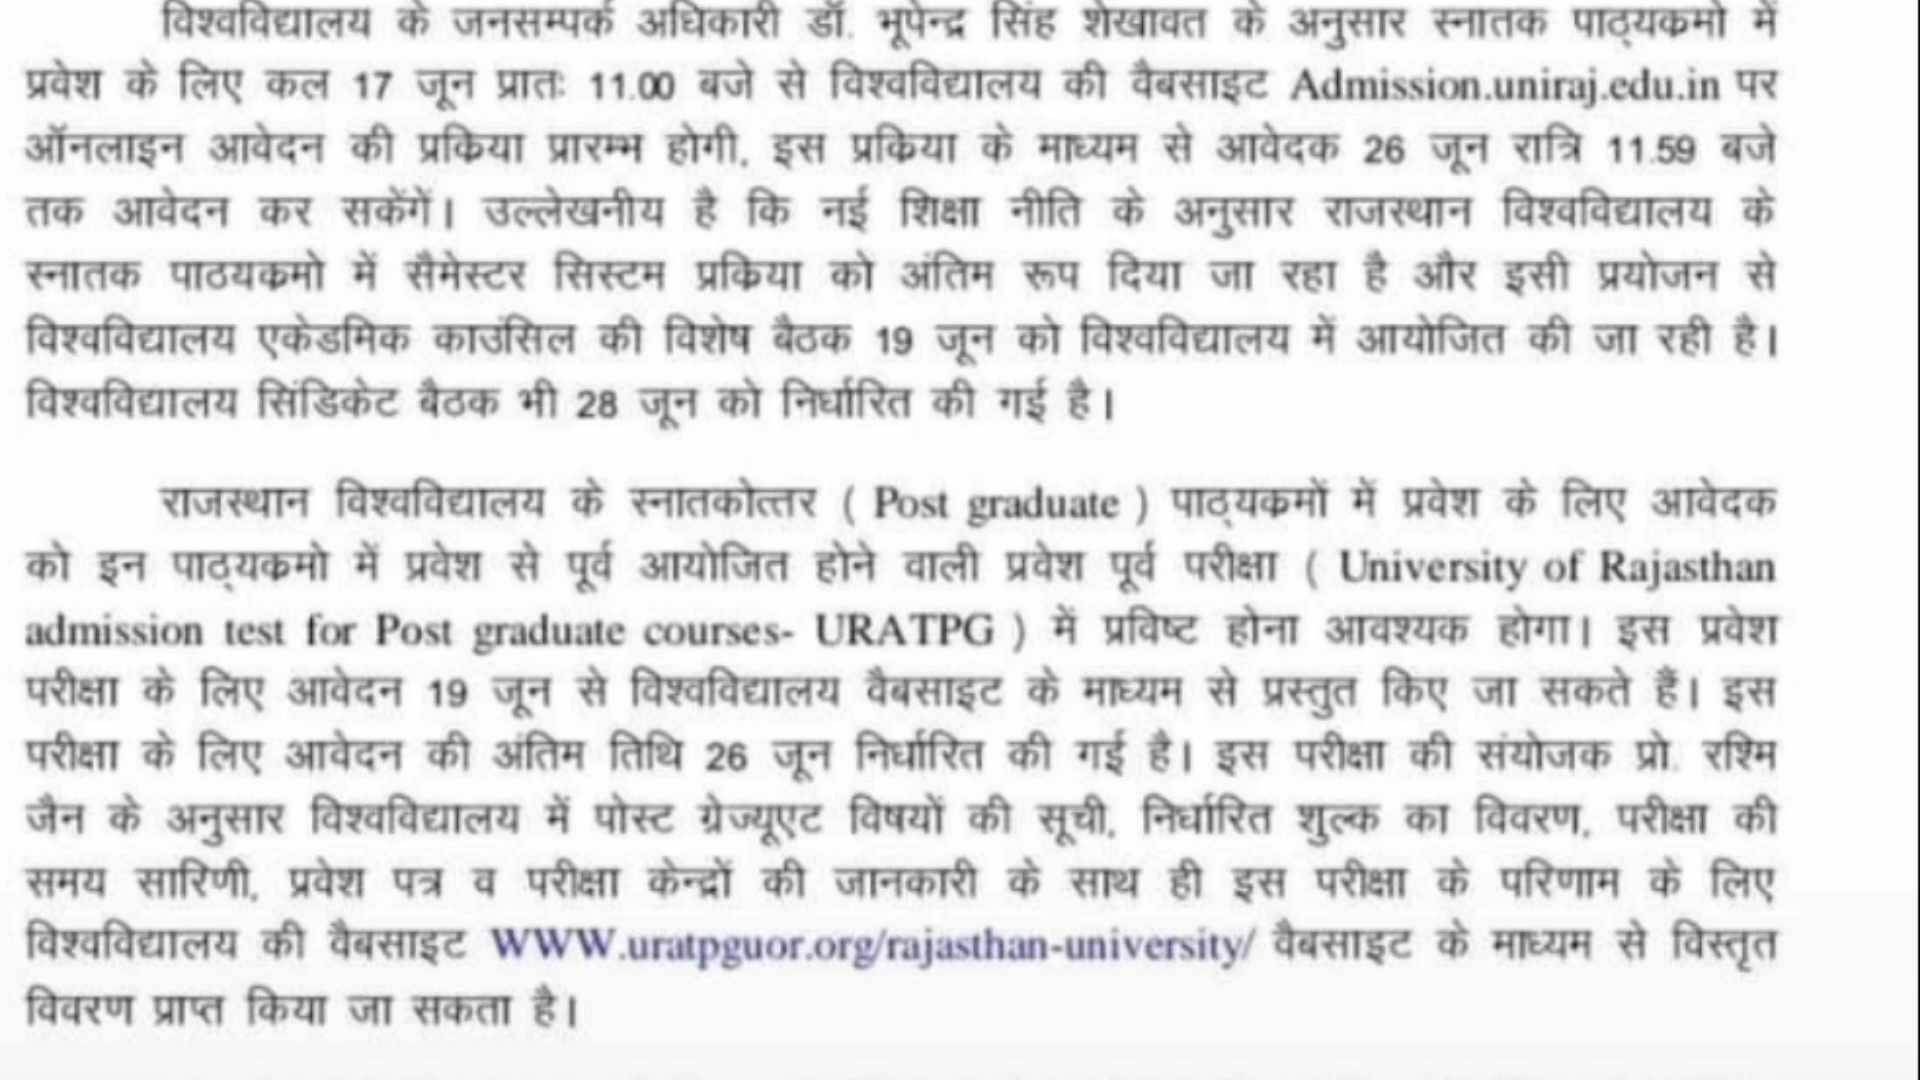 विश्वविद्यालय के जनसम्पर्क अधिकारी डॉ. भूपेन्द्र सिंह शेखावत के अनुसार स्नातक पाठ्यकमो में
प्रवेश के लिए कल 17 जून प्रातः 11.00 बजे से विश्वविद्यालय की वैबसाइट Admission.uniraj.edu.in पर
ऑनलाइन आवेदन की प्रकिया प्रारम्भ होगी, इस प्रकिया के माध्यम से आवेदक 26 जून रात्रि 11.59 बजे
तक आवेदन कर सकेंगें। उल्लेखनीय है कि नई शिक्षा नीति के अनुसार राजस्थान विश्वविद्यालय के
स्नातक पाठयकमो में सैमेस्टर सिस्टम प्रकिया को अंतिम रूप दिया जा रहा है और इसी प्रयोजन से
विश्वविद्यालय एकेडमिक काउंसिल की विशेष बैठक 19 जून को विश्वविद्यालय में आयोजित की जा रही है।
विश्वविद्यालय सिंडिकेट बैठक भी 28 जून को निर्धारित की गई है।
राजस्थान विश्वविद्यालय के स्नातकोत्तर ( Post graduate ) पाठ्यकमों में प्रवेश के लिए आवेदक
को इन पाठ्यकमो में प्रवेश से पूर्व आयोजित होने वाली प्रवेश पूर्व परीक्षा ( University of Rajasthan
admission test for Post graduate courses- URATPG ) में प्रविष्ट होना आवश्यक होगा। इस प्रवेश
परीक्षा के लिए आवेदन 19 जून से विश्वविद्यालय वैबसाइट के माध्यम से प्रस्तुत किए जा सकते हैं। इस
परीक्षा के लिए आवेदन की अंतिम तिथि 26 जून निर्धारित की गई है। इस परीक्षा की संयोजक प्रो. रश्मि
जैन के अनुसार विश्वविद्यालय में पोस्ट ग्रेज्यूएट विषयों की सूची, निर्धारित शुल्क का विवरण, परीक्षा की
समय सारिणी, प्रवेश पत्र व परीक्षा केन्द्रों की जानकारी के साथ ही इस परीक्षा के परिणाम के लिए
विश्वविद्यालय की वैबसाइट WWW.uratpguor.org/rajasthan-university/ वैबसाइट के माध्यम से विस्तृत
विवरण प्राप्त किया जा सकता है।